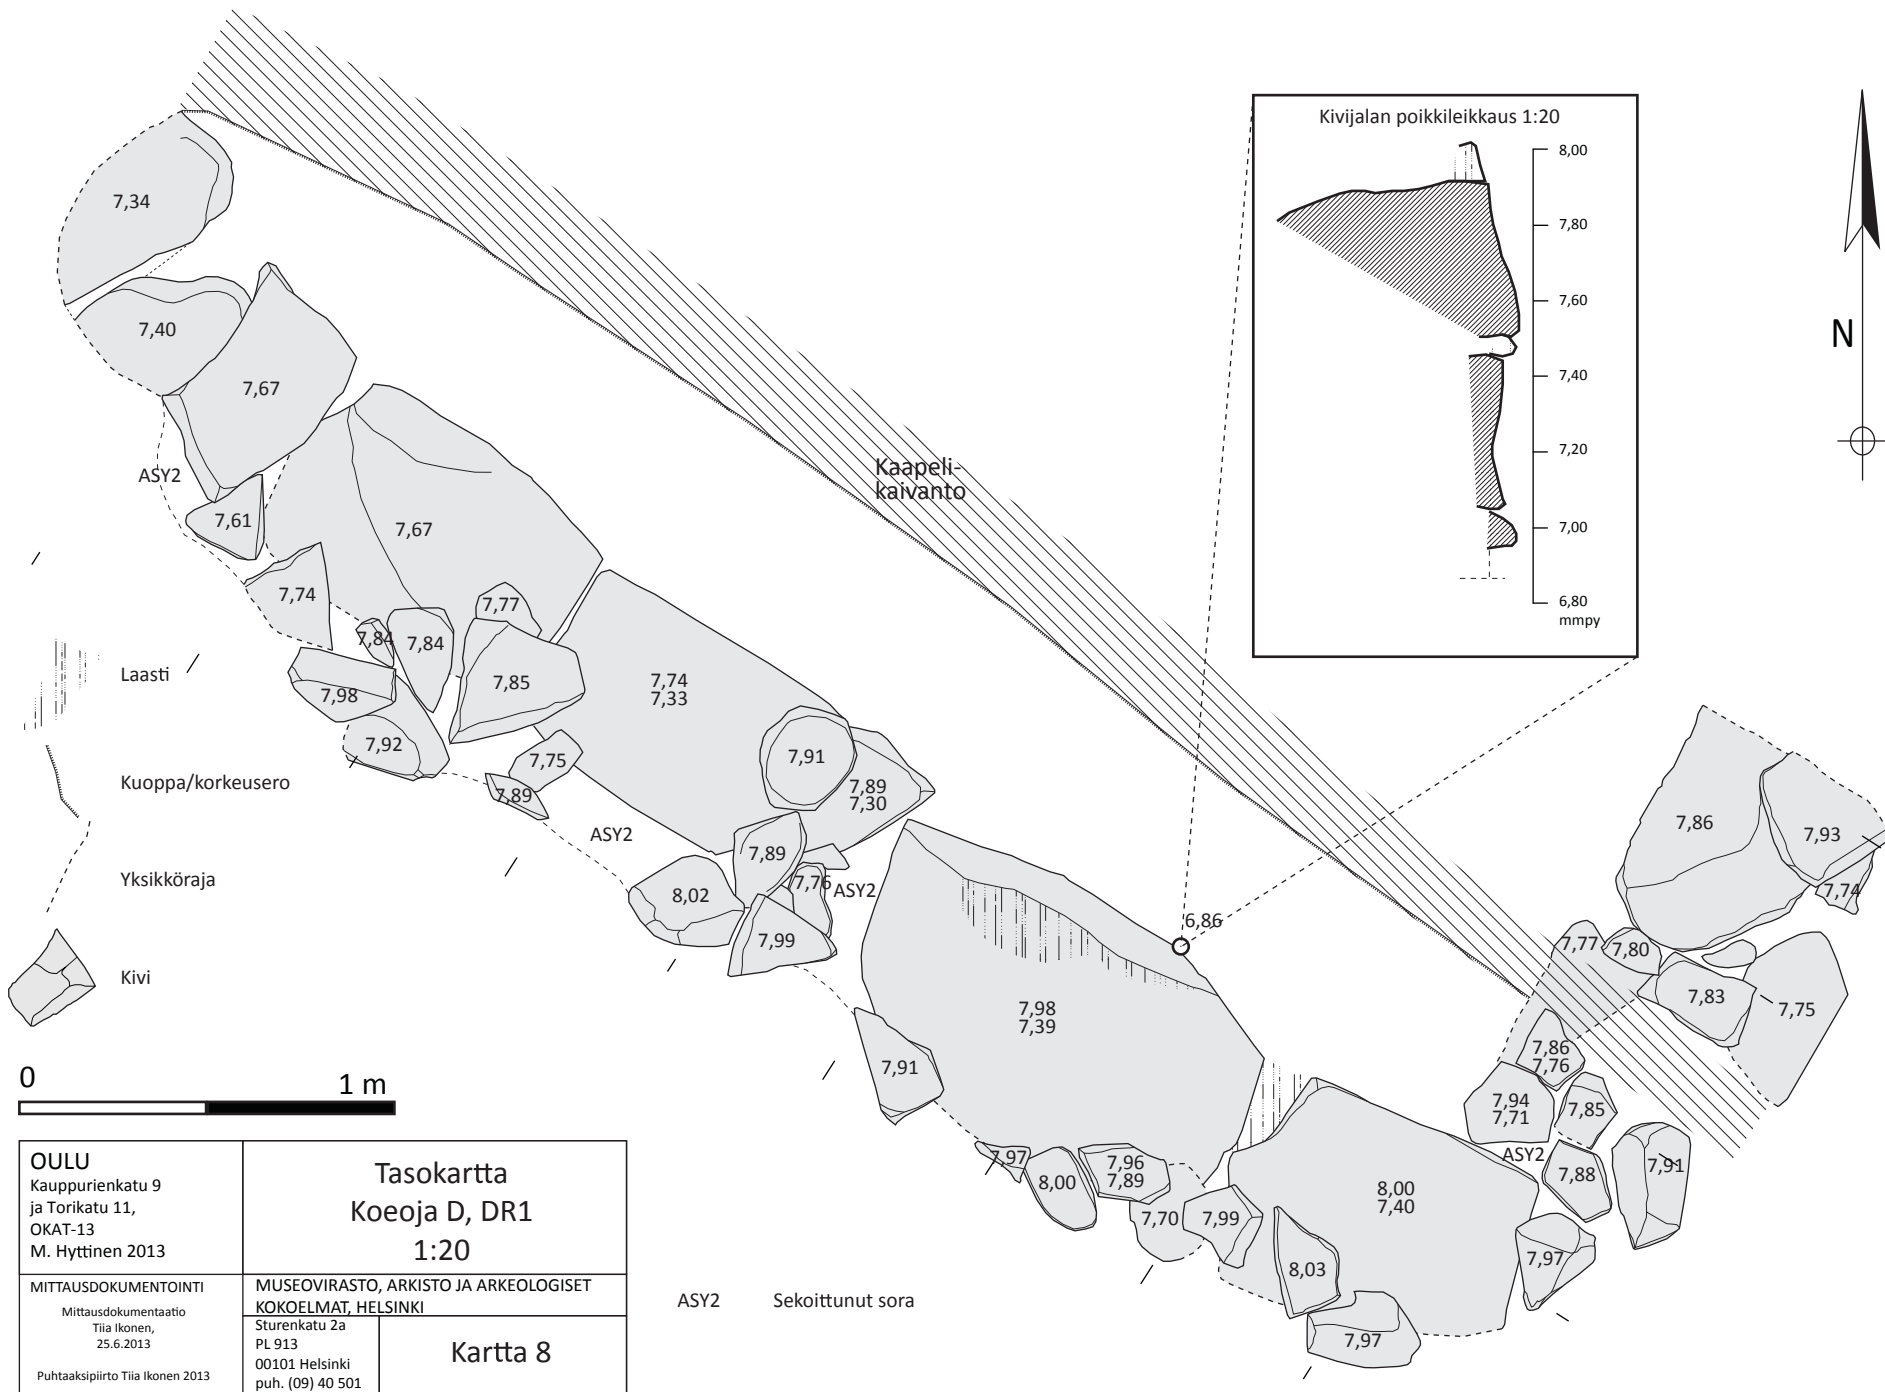 Kivijalan poikkileikkaus 1:20
8,00
7,80
7,60
7,40
7,20
7,00
6,80
mmpy
N
7,34
7,40
7,67
ASY2
7,61
7,67
7,74
7,84
7,84
7,77
7,85
7,98
7,92
7,75
7,89
7,74
7,33
7,91
7,89
7,30
ASY2
7,89
8,02
7,76
ASY2
7,99
Kaapeli-
kaivanto
6,86
7,98
7,39
7,91
7,97
8,00
7,96
7,89
7,70
7,99
8,00
7,40
8,03
7,97
7,86
7,93
7,74
7,77
7,80
7,83
7,75
7,86
7,76
7,94
7,71
7,85
ASY2
7,88
7,91
7,97
Laasti
Kuoppa/korkeusero
Yksikköraja
Kivi
0
1 m
OULU
Kauppurienkatu 9
ja Torikatu 11,
OKAT-13
M. Hyttinen 2013
Tasokartta
Koeoja D, DR1
1:20
MITTAUSDOKUMENTOINTI
Mittausdokumentaatio
Tiia Ikonen,
25.6.2013
Puhtaaksipiirto Tiia Ikonen 2013
MUSEOVIRASTO, ARKISTO JA ARKEOLOGISET
KOKOELMAT, HELSINKI
Sturenkatu 2a
PL 913
00101 Helsinki
puh. (09) 40 501
Kartta 8
ASY2 Sekoittunut sora